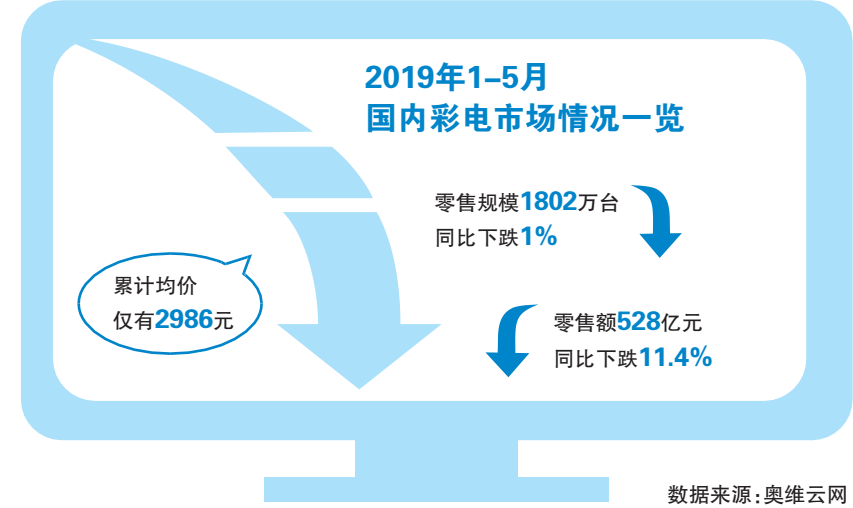 2019年1-5月
国内彩电市场情况一览
零售规模1802万台
同比下跌1%
累计均价
仅有2986元
零售额528亿元
同比下跌11.4%
数据来源:奥维云网